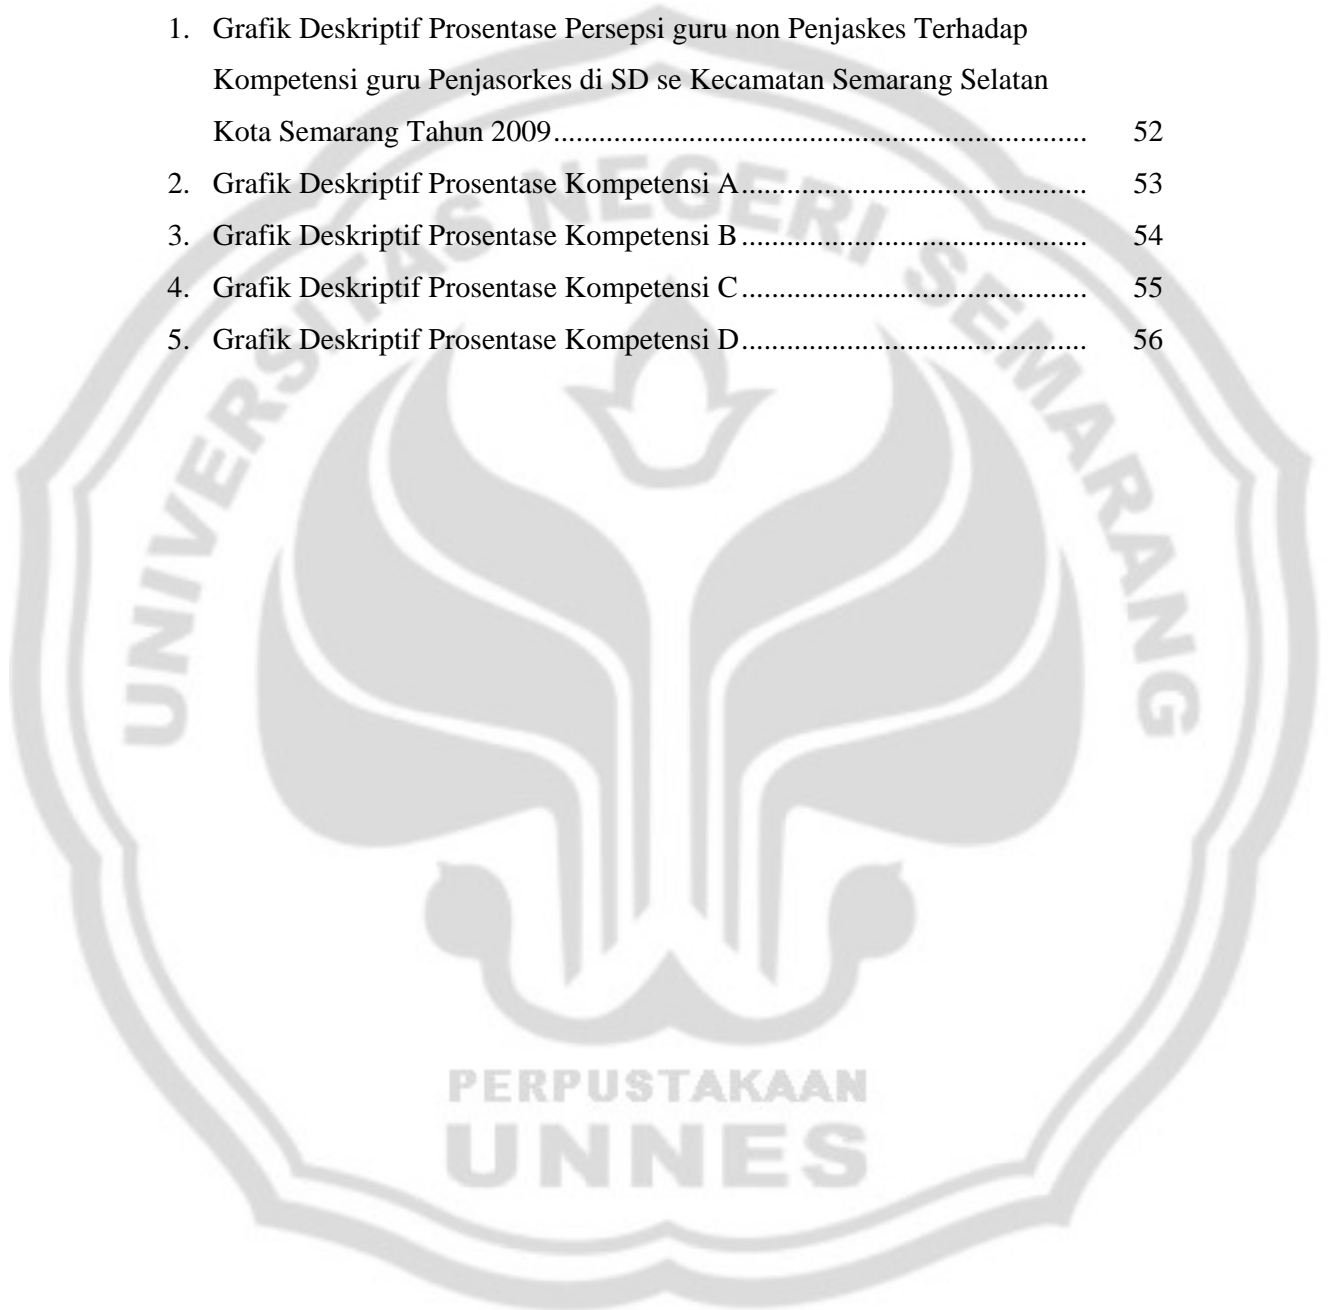 1. Grafik Deskriptif Prosentase Persepsi guru non Penjaskes Terhadap
Kompetensi guru Penjasorkes di SD se Kecamatan Semarang Selatan
Kota Semarang Tahun 2009....................................................................... 52
2. Grafik Deskriptif Prosentase Kompetensi A.............................................. 53
3. Grafik Deskriptif Prosentase Kompetensi B.............................................. 54
4. Grafik Deskriptif Prosentase Kompetensi C.............................................. 55
5. Grafik Deskriptif Prosentase Kompetensi D.............................................. 56
UNIVERSITAS NEGERI SEMARANG
PERPUSTAKAAN
UNNES